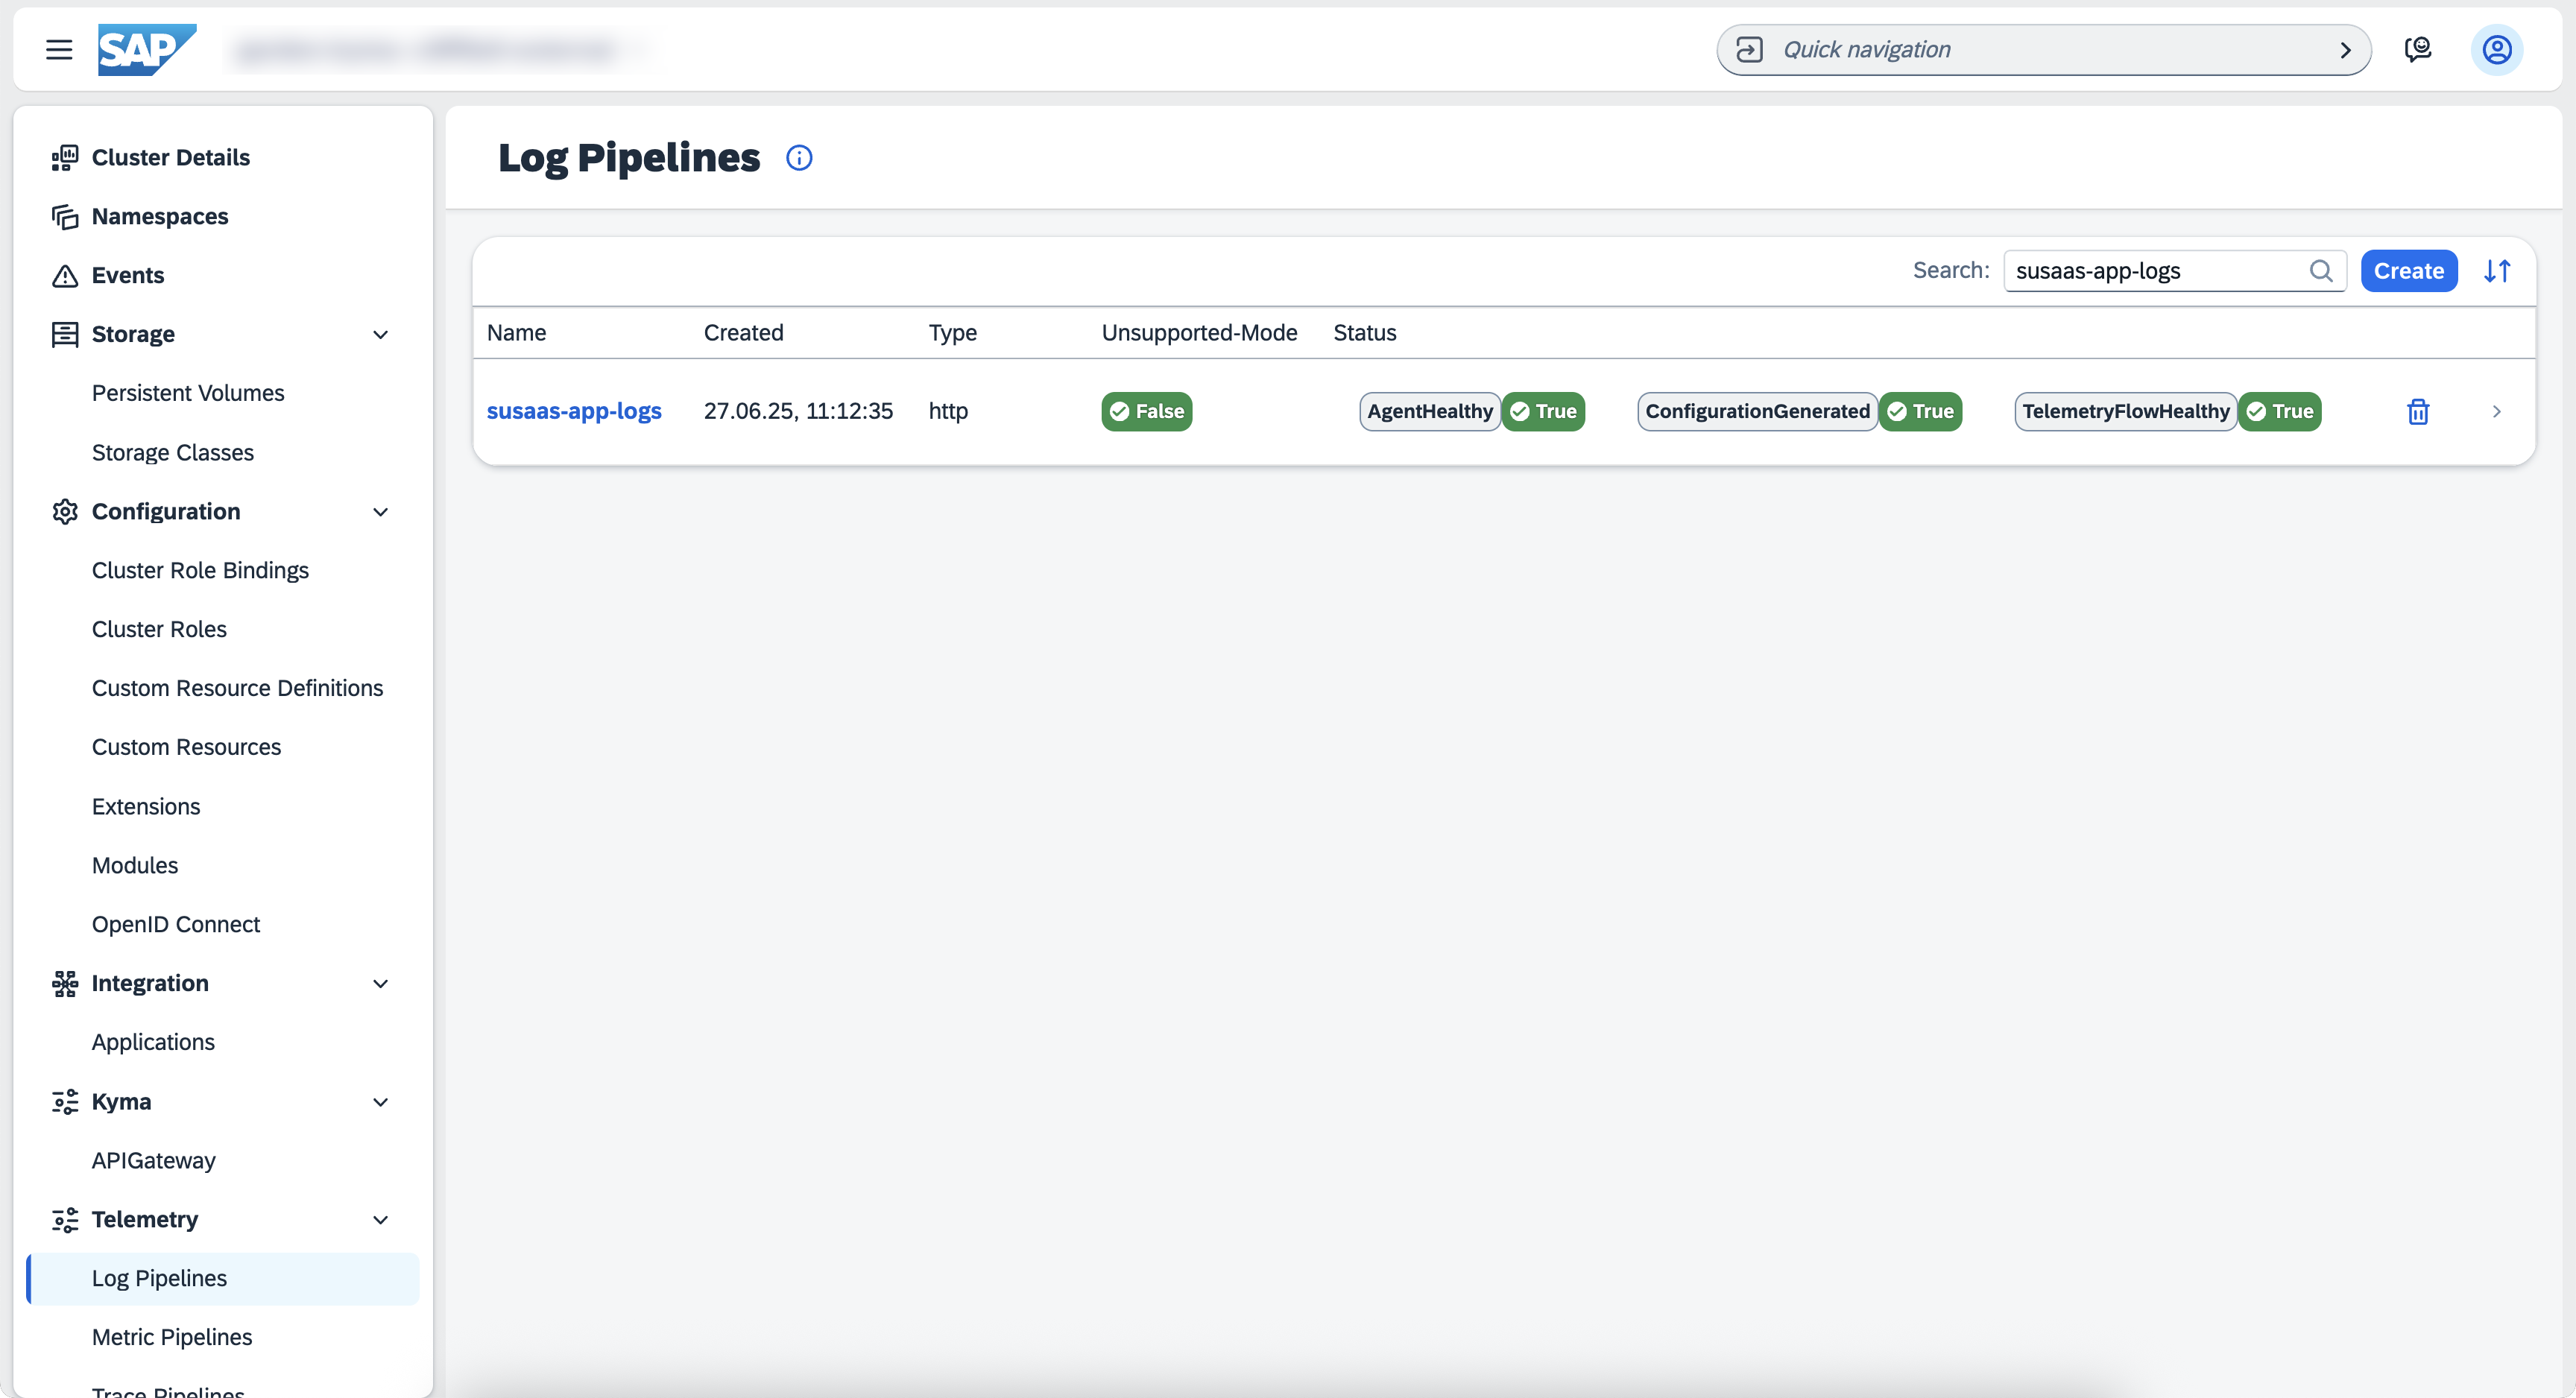 SAP
Quick navigation
Cluster Details
Namespaces
Events
Storage
Persistent Volumes
Storage Classes
Configuration
Cluster Role Bindings
Cluster Roles
Custom Resource Definitions
Custom Resources
Extensions
Modules
OpenID Connect
Integration
Applications
Kyma
APIGateway
Telemetry
Log Pipelines
Metric Pipelines
Trace Pipelines
Log Pipelines
Search: susaas-app-logs Create
Name Created Type Unsupported-Mode Status
susaas-app-logs 27.06.25, 11:12:35 http False AgentHealthy True ConfigurationGenerated True TelemetryFlowHealthy True